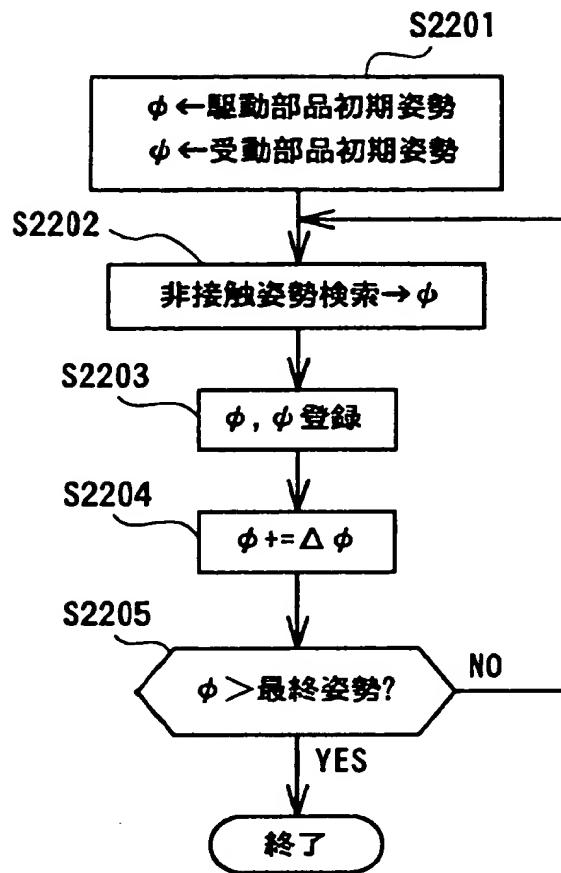 S2201
φ←駆動部品初期姿勢
ψ←受動部品初期姿勢
S2202
非接触姿勢検索→ψ
S2203
φ,ψ登録
S2204
φ+=Δφ
S2205
φ>最終姿勢?
NO
YES
終了